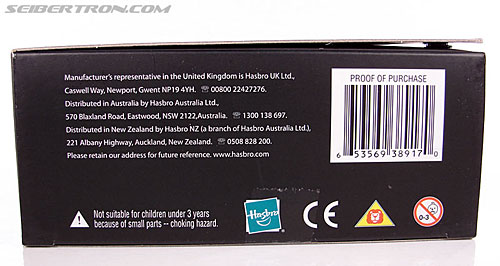 SEIBERTRON.COM
Manufacturer's representative in the United Kingdom is Hasbro UK Ltd.,
Caswell Way, Newport, Gwent NP19 4YH. ☏ 00800 22427276.
Distributed in Australia by Hasbro Australia Ltd.,
570 Blaxland Road, Eastwood, NSW 2122,Australia. ☏ 1300 138 697.
Distributed in New Zealand by Hasbro NZ (a branch of Hasbro Australia Ltd.),
221 Albany Highway, Auckland, New Zealand. ☏ 0508 828 200.
Please retain our address for future reference. www.hasbro.com
PROOF OF PURCHASE
6 53569 38917 0
Not suitable for children under 3 years
because of small parts -- choking hazard.
Hasbro
CE
0-3